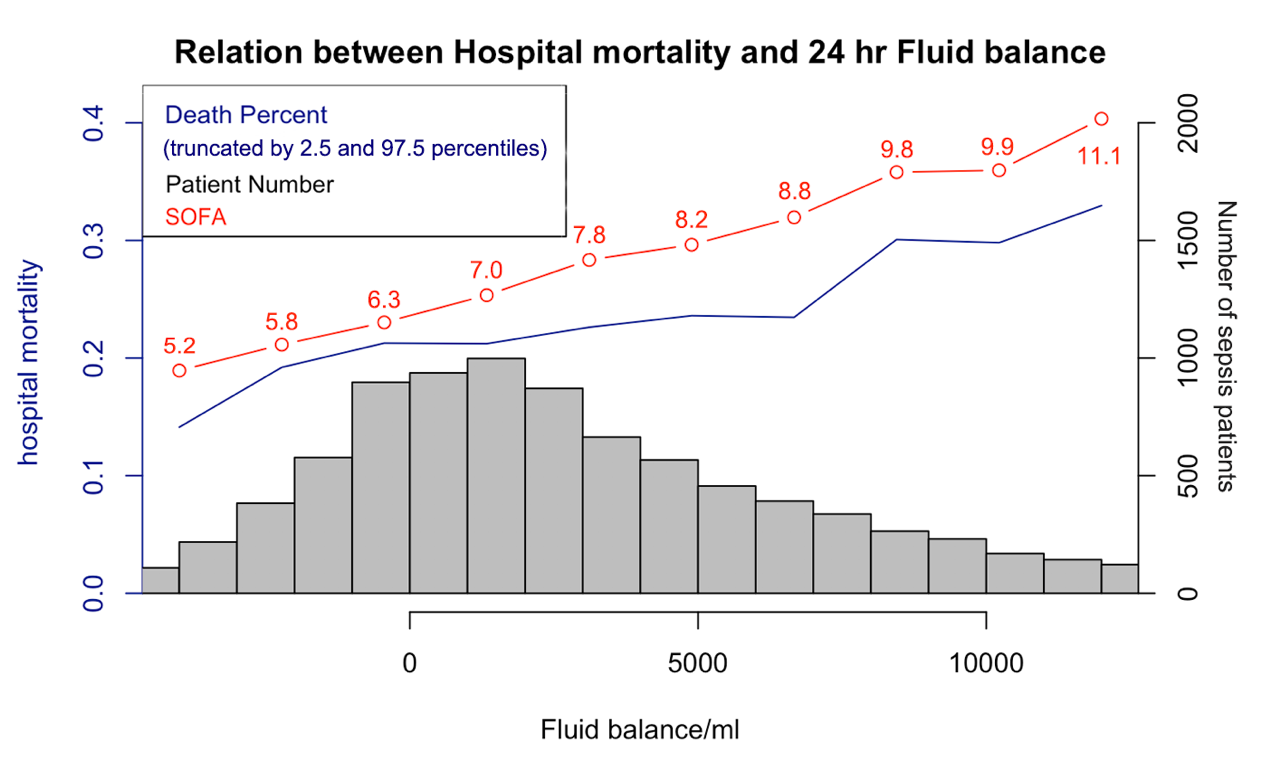 Relation between Hospital mortality and 24 hr Fluid balance
Death Percent
(truncated by 2.5 and 97.5 percentiles)
Patient Number
SOFA
hospital mortality
0.4
0.3
0.2
0.1
0.0
5.2
5.8
6.3
7.0
7.8
8.2
8.8
9.8
9.9
11.1
2000
1500
1000
500
0
Number of sepsis patients
0 5000 10000
Fluid balance/ml